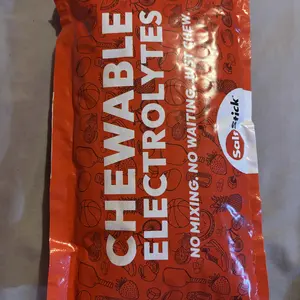 CHEWABLE
ELECTROLYTES
NO MIXING. NO WAITING. JUST CHEW.
SaltStick